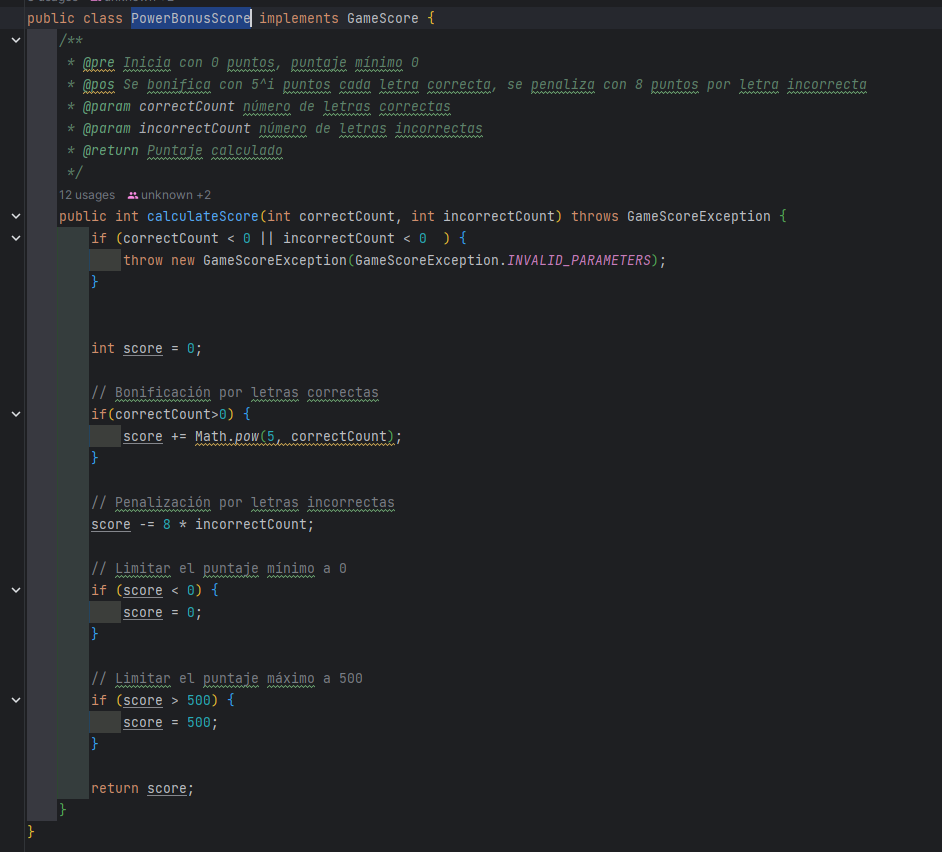 public class PowerBonusScore implements GameScore {
/**
* @pre Inicia con 0 puntos, puntaje minimo 0
* @pos Se bonifica con 5^i puntos cada letra correcta, se penaliza con 8 puntos por letra incorrecta
* @param correctCount número de letras correctas
* @param incorrectCount número de letras incorrectas
* @return Puntaje calculado
*/
12 usages unknown +2
public int calculateScore(int correctCount, int incorrectCount) throws GameScoreException {
if (correctCount < 0 || incorrectCount < 0 ) {
throw new GameScoreException(GameScoreException.INVALID_PARAMETERS);
}
int score = 0;
// Bonificación por letras correctas
if(correctCount>0) {
score += Math.pow(5, correctCount);
}
// Penalización por letras incorrectas
score -= 8 * incorrectCount;
// Limitar el puntaje mínimo a 0
if (score < 0) {
score = 0;
}
// Limitar el puntaje máximo a 500
if (score > 500) {
score = 500;
}
return score;
}
}